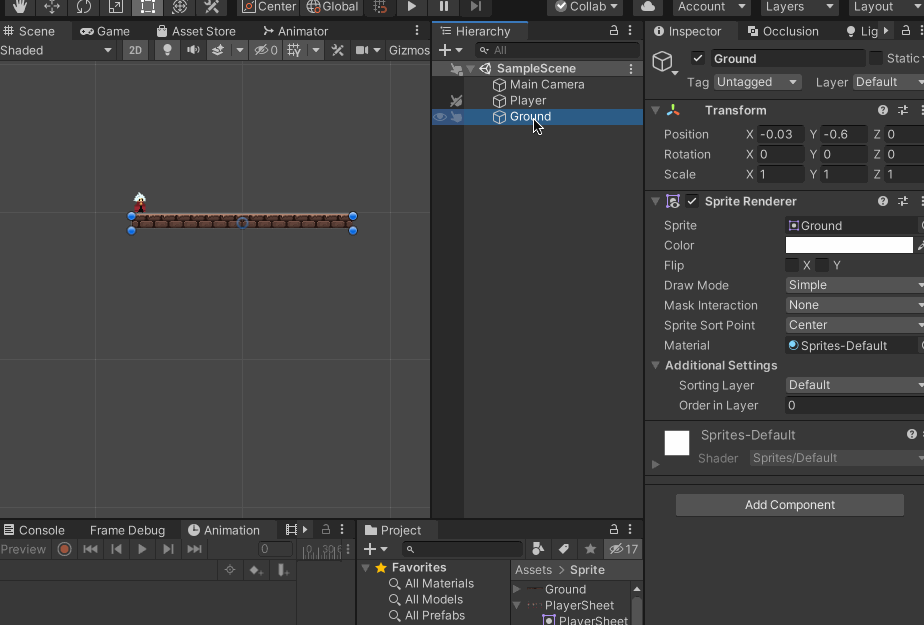 Center Global Collab Account Layers Layout
Scene Game Asset Store Animator
Shaded 2D 0 Gizmos
Hierarchy
All
SampleScene
Main Camera
Player
Ground
Inspector Occlusion Lig
Ground Static
Tag Untagged Layer Default
Transform
Position X -0.03 Y -0.6 Z 0
Rotation X 0 Y 0 Z 0
Scale X 1 Y 1 Z 1
Sprite Renderer
Sprite Ground
Color
Flip X Y
Draw Mode Simple
Mask Interaction None
Sprite Sort Point Center
Material Sprites-Default
Additional Settings
Sorting Layer Default
Order in Layer 0
Sprites-Default
Shader Sprites/Default
Add Component
Console Frame Debug Animation
Preview 0
Project
17
Favorites
All Materials
All Models
All Prefabs
Assets > Sprite
Ground
PlayerSheet
PlayerSheet